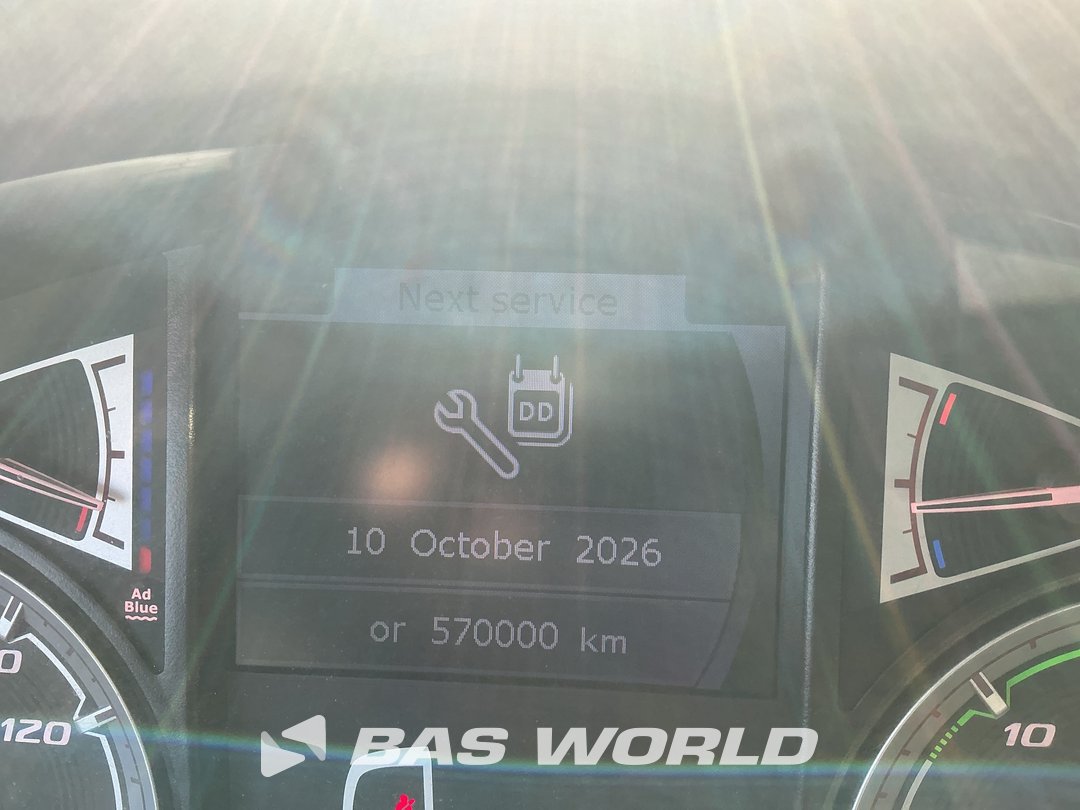 Next service
DD
10 October 2026
or 570000 km
Ad
Blue
120
10
BAS WORLD